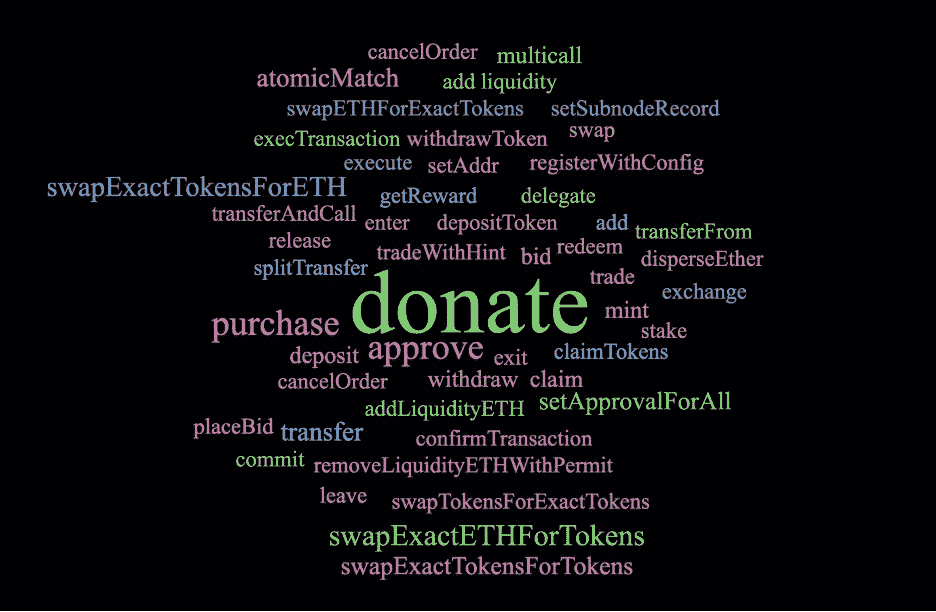 cancelOrder multicall
atomicMatch add liquidity
swapETHForExactTokens setSubnodeRecord
execTransaction withdrawToken swap
execute setAddr registerWithConfig
swapExactTokensForETH getReward delegate
transferAndCall enter depositToken add transferFrom
release tradeWithHint bid redeem disperseEther
splitTransfer trade
donate exchange
purchase mint
stake
deposit approve exit claimTokens
cancelOrder withdraw claim
addLiquidityETH setApprovalForAll
placeBid transfer confirmTransaction
commit removeLiquidityETHWithPermit
leave swapTokensForExactTokens
swapExactETHForTokens
swapExactTokensForTokens